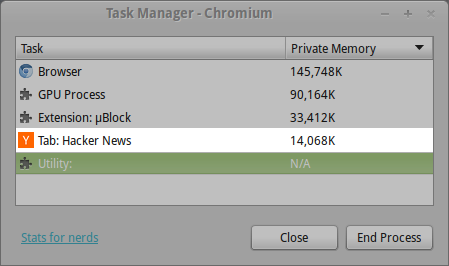 Task Manager - Chromium
Task Private Memory
Browser 145,748K
GPU Process 90,164K
Extension: µBlock 33,412K
Y Tab: Hacker News 14,068K
Utility: N/A
Stats for nerds Close End Process